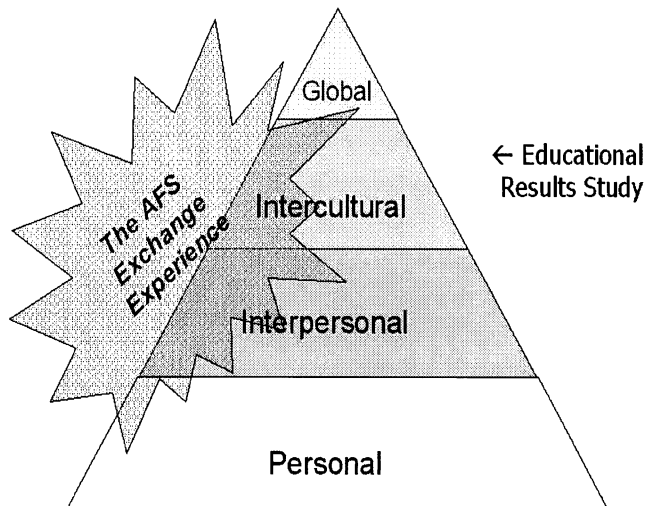 Global
← Educational
Results Study
Intercultural
The AFS
Exchange
Experience
Interpersonal
Personal